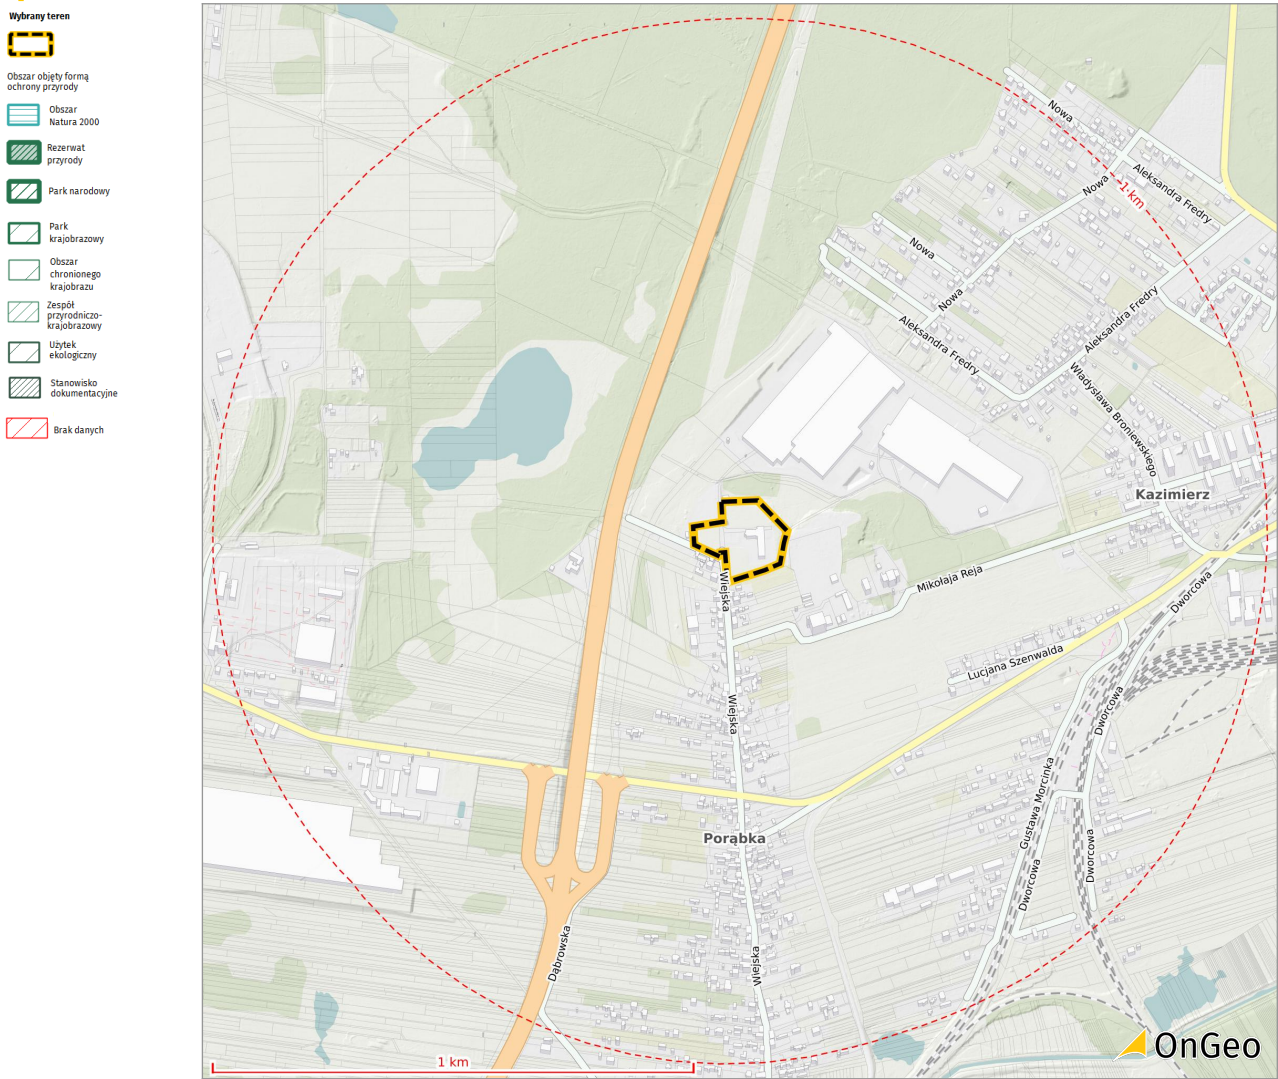 Wybrany teren
Obszar objęty formą
ochrony przyrody
Obszar
Natura 2000
Rezerwat
przyrody
Park narodowy
Park
krajobrazowy
Obszar
chronionego
krajobrazu
Zespół
przyrodniczo-
krajobrazowy
Użytek
ekologiczny
Stanowisko
dokumentacyjne
Brak danych
Nowa
Aleksandra Fredry
Nowa
1 km
Nowa
Nowa
Aleksandra Fredry
Aleksandra Fredry
Władysława Broniewskiego
Kazimierz
Mikołaja Reja
Dworcowa
Wiejska
Lucjana Szenwalda
Wiejska
Dworcowa
Gustawa Morcinka
Porąbka
Dworcowa
Dworcowa
Dąbrowska
Wiejska
1 km
OnGeo